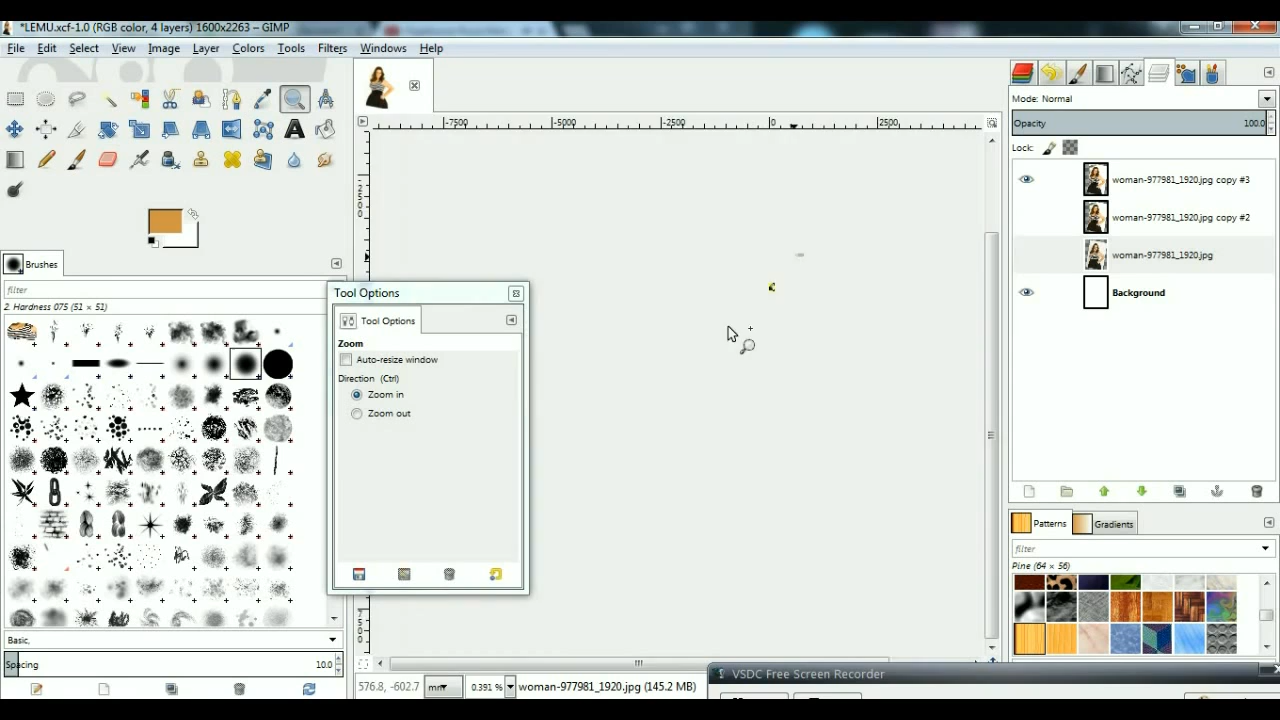 *LEMU.xcf-1.0 (RGB color, 4 layers) 1600x2263 – GIMP
File Edit Select View Image Layer Colors Tools Filters Windows Help
-7500 -5000 -2500 0 2500
Mode: Normal
Opacity 100.0
Lock:
woman-977981_1920.jpg copy #3
woman-977981_1920.jpg copy #2
woman-977981_1920.jpg
Background
Brushes
filter
2. Hardness 075 (51 × 51)
Tool Options
Tool Options
Zoom
Auto-resize window
Direction (Ctrl)
Zoom in
Zoom out
Patterns Gradients
filter
Pine (64 × 56)
Basic,
Spacing 10.0
576.8, -602.7 mm 0.391 % woman-977981_1920.jpg (145.2 MB)
VSDC Free Screen Recorder